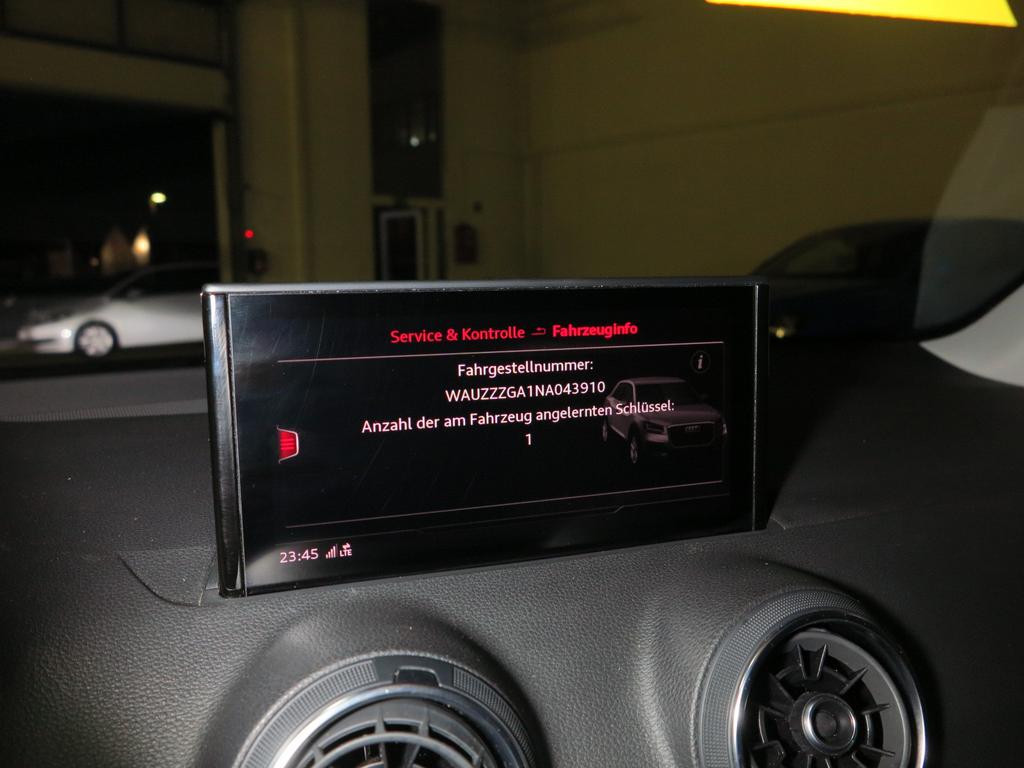 Service & Kontrolle Fahrzeuginfo
Fahrgestellnummer:
WAUZZZGA1NA043910
Anzahl der am Fahrzeug angelernten Schlüssel:
1
23:45 LTE